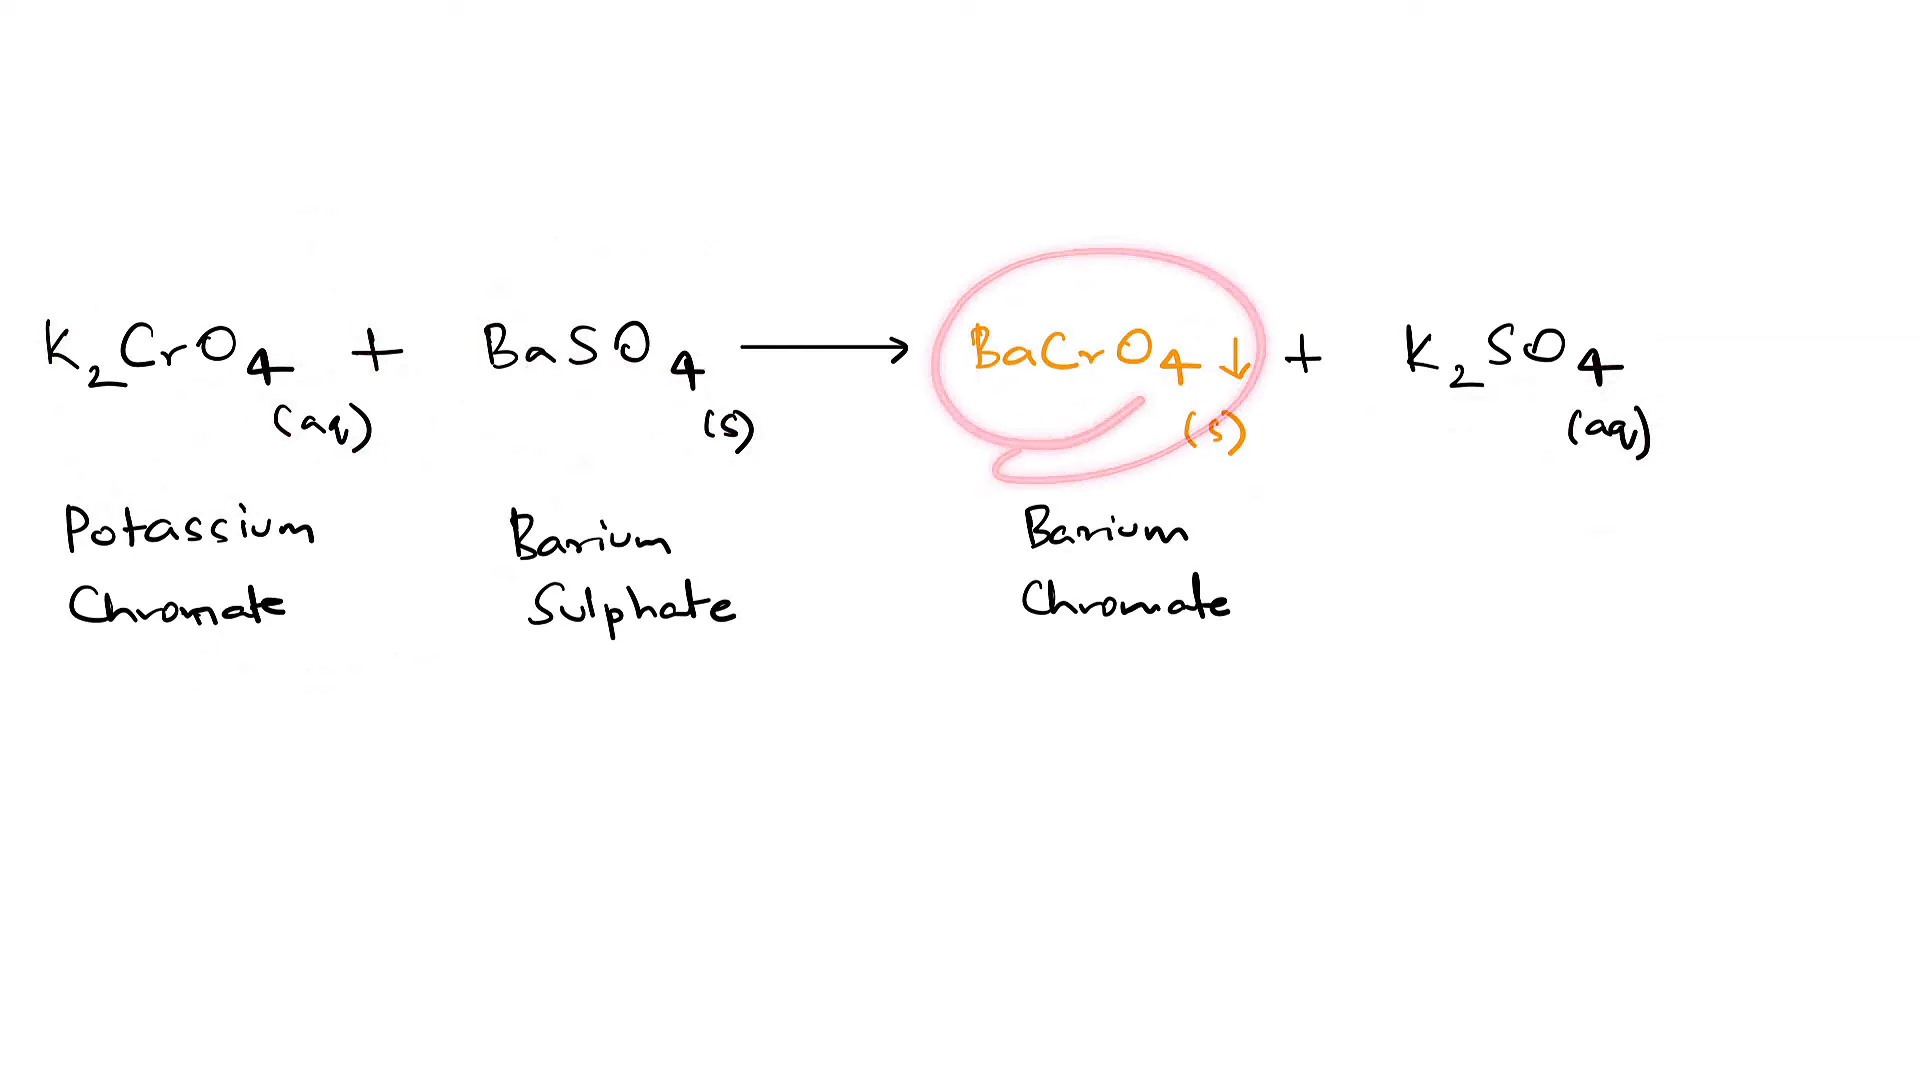 K₂CrO₄ (aq) + BaSO₄ (s) ⟶ BaCrO₄↓ (s) + K₂SO₄ (aq)
Potassium Barium Barium
Chromate Sulphate Chromate